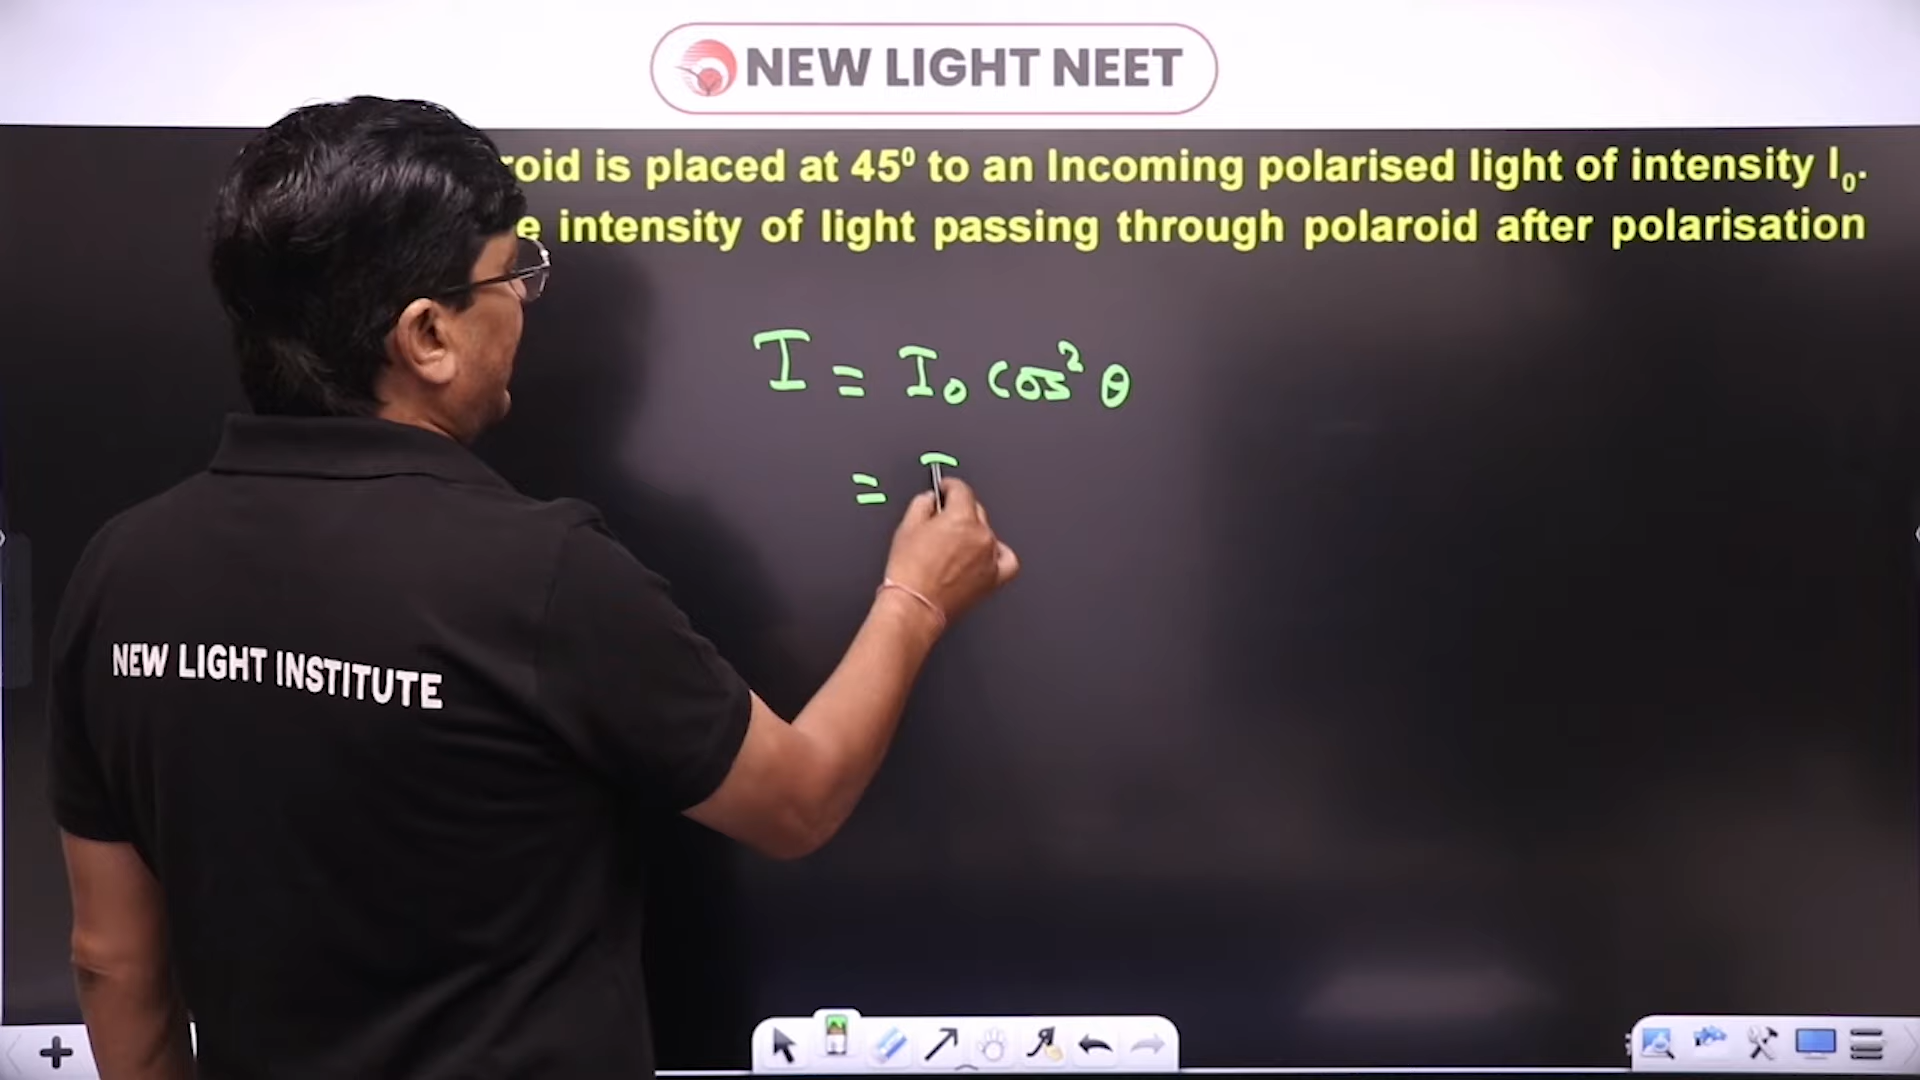 NEW LIGHT NEET
roid is placed at 45⁰ to an Incoming polarised light of intensity I₀.
e intensity of light passing through polaroid after polarisation
I = I₀ cos² θ
= I
NEW LIGHT INSTITUTE